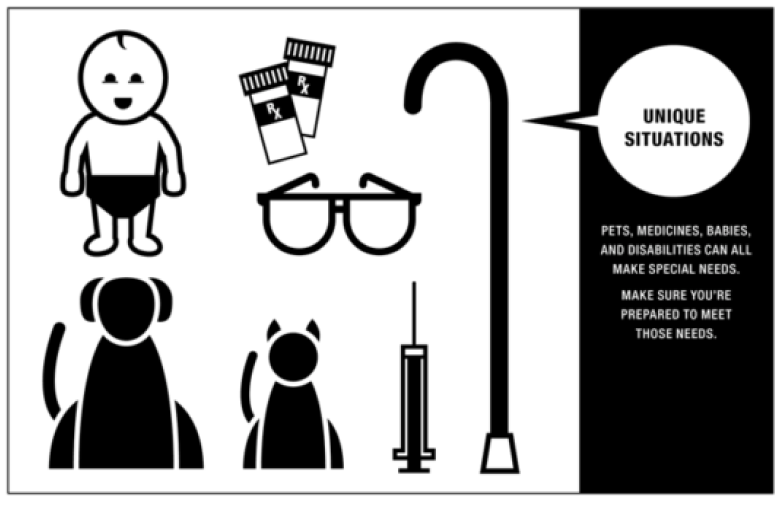 Rx
Rx
UNIQUE
SITUATIONS
PETS, MEDICINES, BABIES,
AND DISABILITIES CAN ALL
MAKE SPECIAL NEEDS.
MAKE SURE YOU'RE
PREPARED TO MEET
THOSE NEEDS.